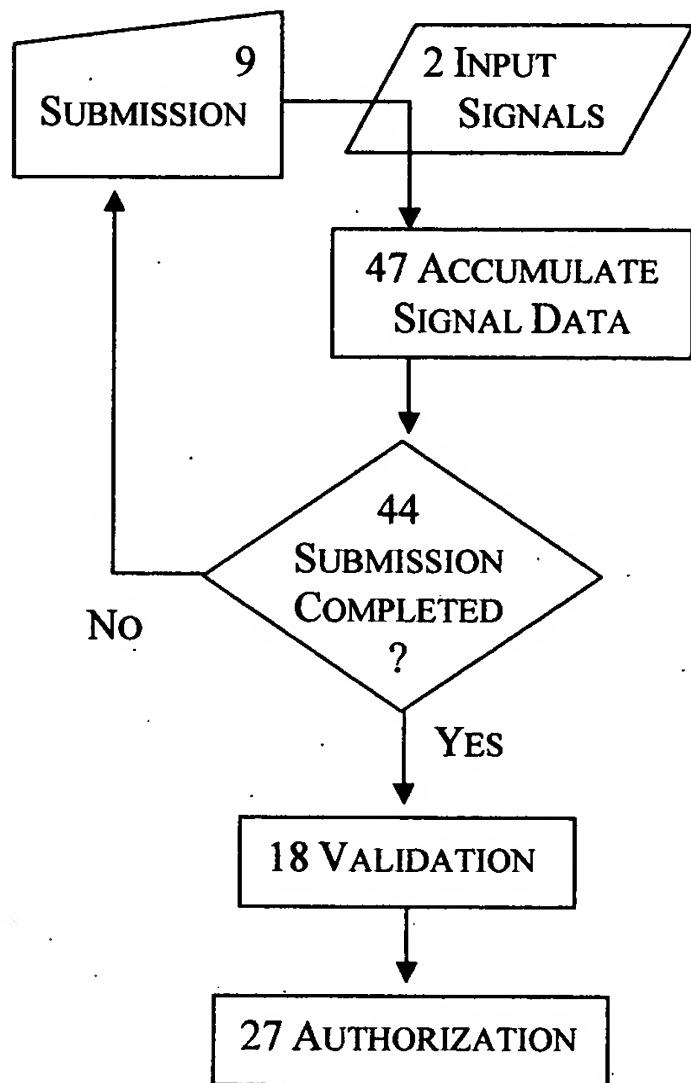 9
SUBMISSION
2 INPUT
SIGNALS
47 ACCUMULATE
SIGNAL DATA
44
SUBMISSION
COMPLETED
?
NO
YES
18 VALIDATION
27 AUTHORIZATION